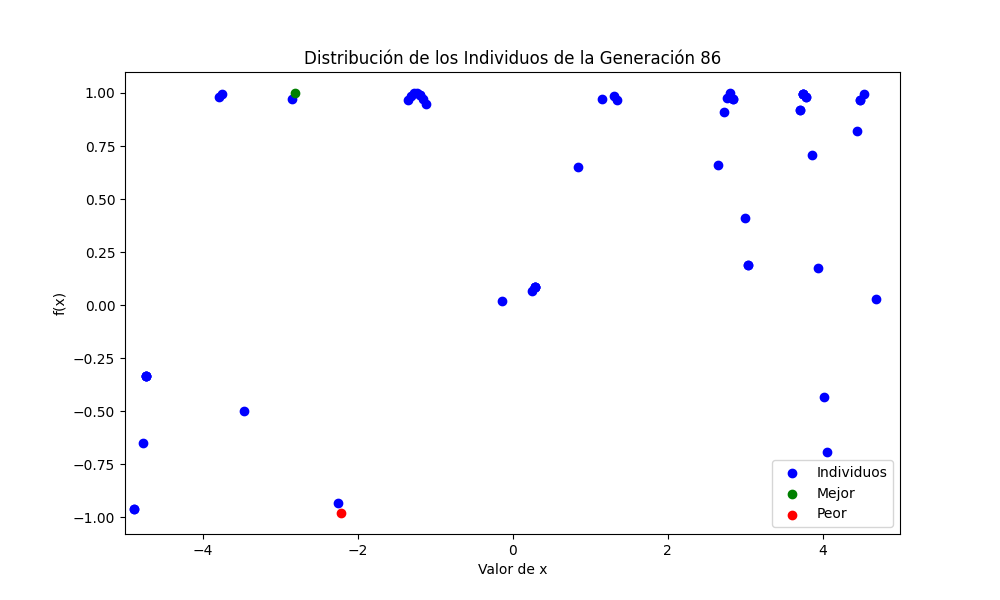 Distribución de los Individuos de la Generación 86
1.00
0.75
0.50
0.25
0.00
−0.25
−0.50
−0.75
−1.00
f(x)
−4
−2
0
2
4
Valor de x
Individuos
Mejor
Peor